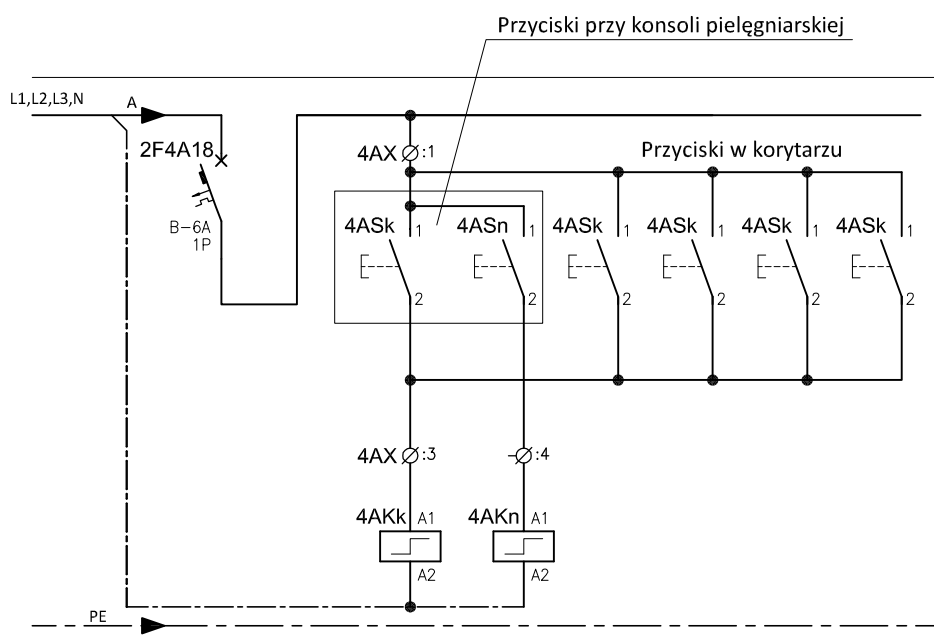 Przyciski przy konsoli pielęgniarskiej
L1,L2,L3,N
A
2F4A18
B-6A
1P
4AX :1
Przyciski w korytarzu
4ASk 1
2
4ASn 1
2
4ASk 1
2
4ASk 1
2
4ASk 1
2
4ASk 1
2
4AX :3
:4
4AKk A1
A2
4AKn A1
A2
PE